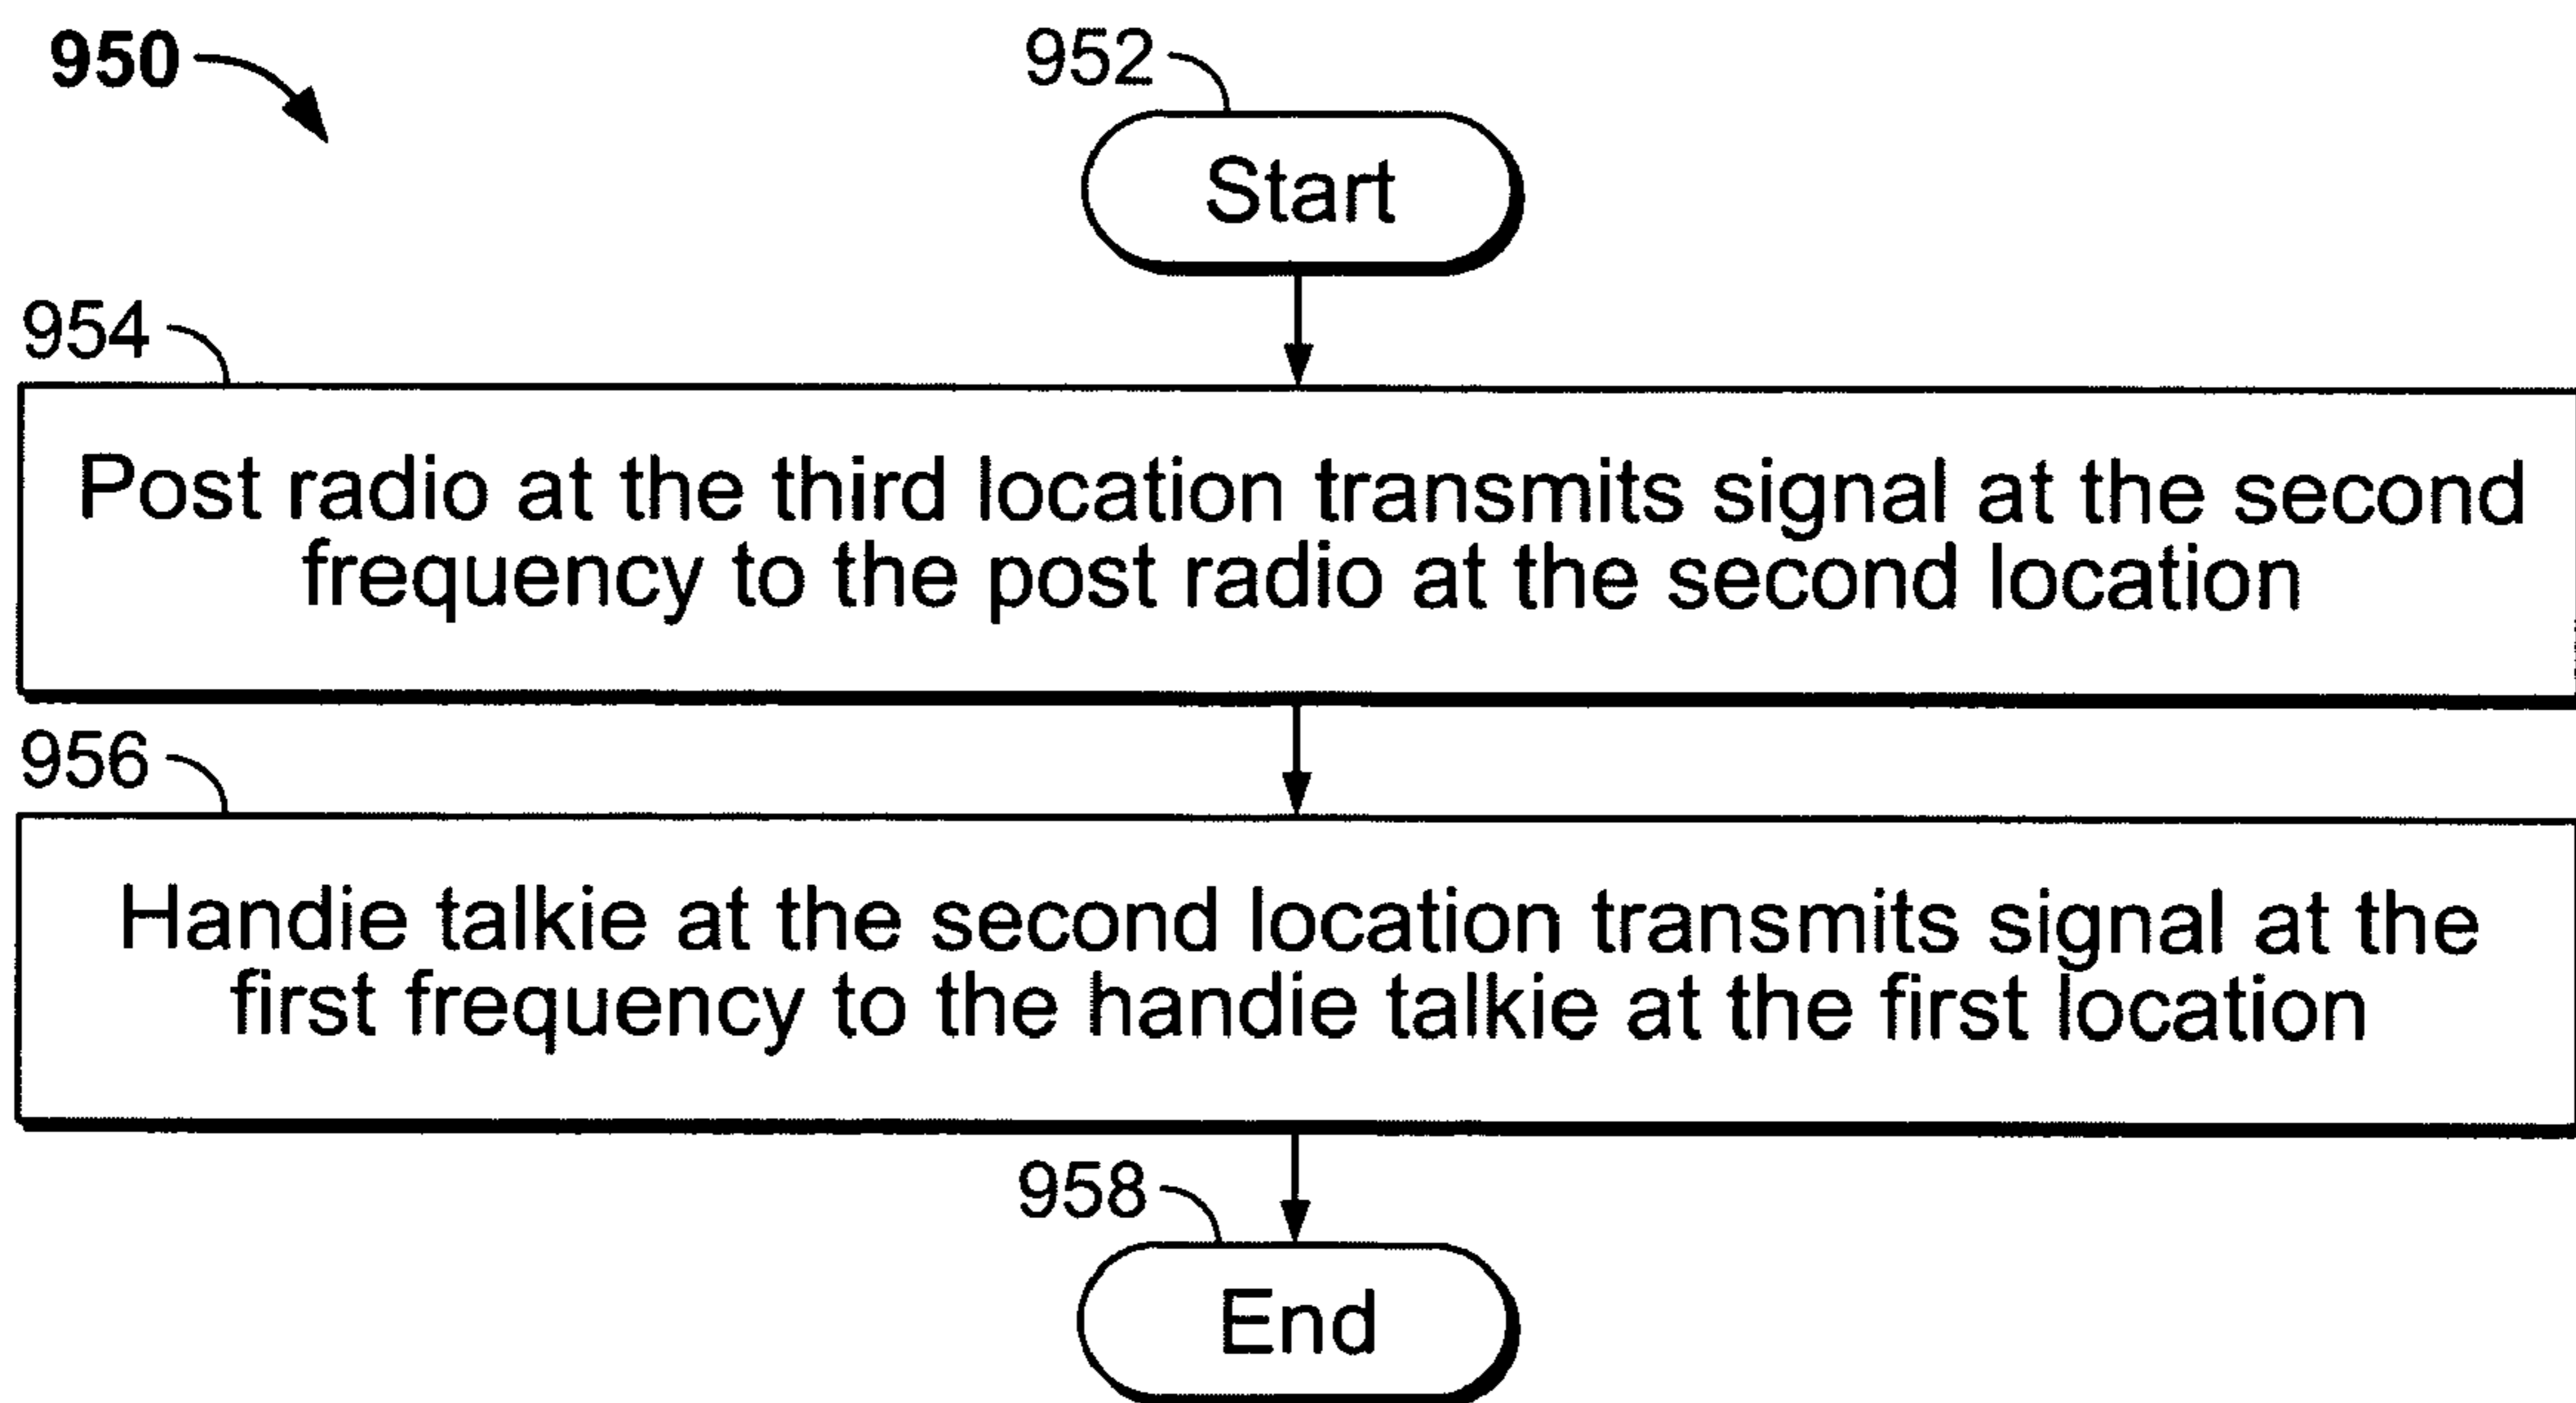 950
952
Start
954
Post radio at the third location transmits signal at the second
frequency to the post radio at the second location
956
Handie talkie at the second location transmits signal at the
first frequency to the handie talkie at the first location
958
End